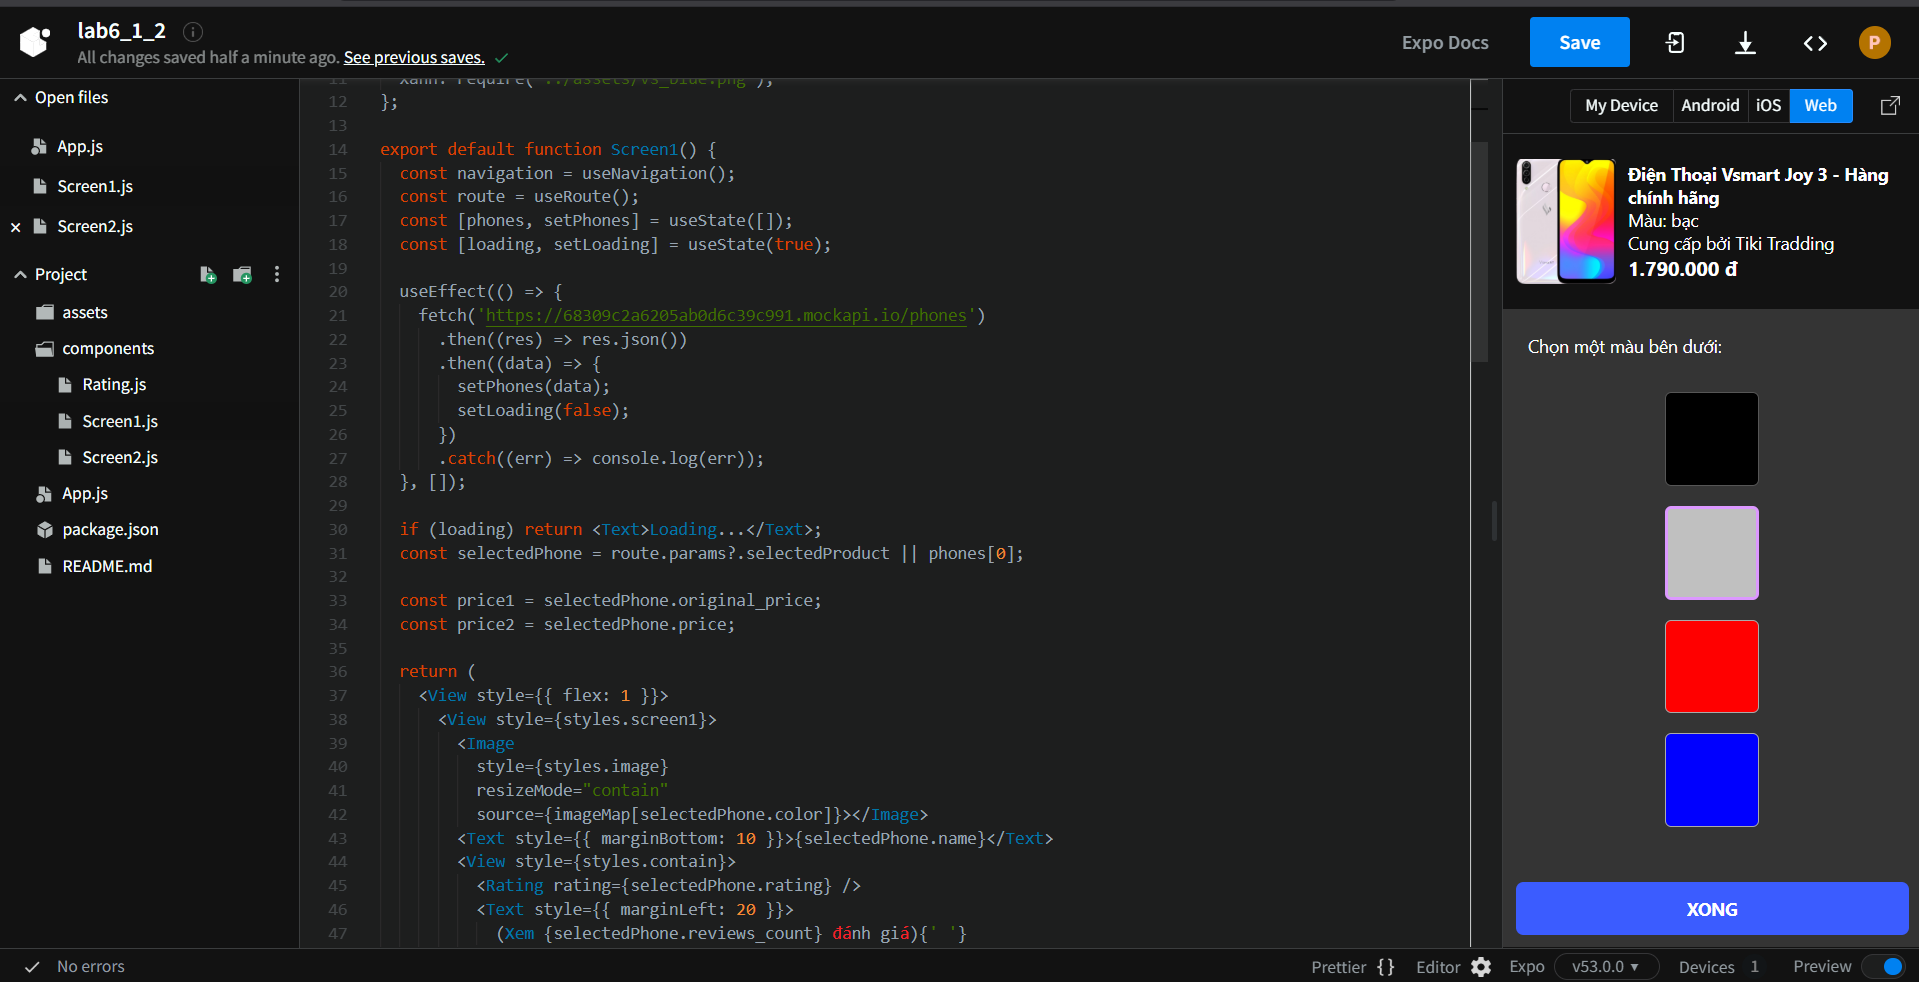 lab6_1_2
All changes saved half a minute ago. See previous saves.
Expo Docs
Save
P
Open files
App.js
Screen1.js
Screen2.js
Project
assets
components
Rating.js
Screen1.js
Screen2.js
App.js
package.json
README.md
11 xanh: require('../assets/vs_blue.png');
12 };
13
14 export default function Screen1() {
15 const navigation = useNavigation();
16 const route = useRoute();
17 const [phones, setPhones] = useState([]);
18 const [loading, setLoading] = useState(true);
19
20 useEffect(() => {
21 fetch('https://68309c2a6205ab0d6c39c991.mockapi.io/phones')
22 .then((res) => res.json())
23 .then((data) => {
24 setPhones(data);
25 setLoading(false);
26 })
27 .catch((err) => console.log(err));
28 }, []);
29
30 if (loading) return <Text>Loading...</Text>;
31 const selectedPhone = route.params?.selectedProduct || phones[0];
32
33 const price1 = selectedPhone.original_price;
34 const price2 = selectedPhone.price;
35
36 return (
37 <View style={{ flex: 1 }}>
38 <View style={styles.screen1}>
39 <Image
40 style={styles.image}
41 resizeMode="contain"
42 source={imageMap[selectedPhone.color]}></Image>
43 <Text style={{ marginBottom: 10 }}>{selectedPhone.name}</Text>
44 <View style={styles.contain}>
45 <Rating rating={selectedPhone.rating} />
46 <Text style={{ marginLeft: 20 }}>
47 (Xem {selectedPhone.reviews_count} đánh giá){' '}
My Device
Android
iOS
Web
Điện Thoại Vsmart Joy 3 - Hàng
chính hãng
Màu: bạc
Cung cấp bởi Tiki Tradding
1.790.000 đ
Chọn một màu bên dưới:
XONG
No errors
Prettier {}
Editor
Expo
v53.0.0
Devices 1
Preview